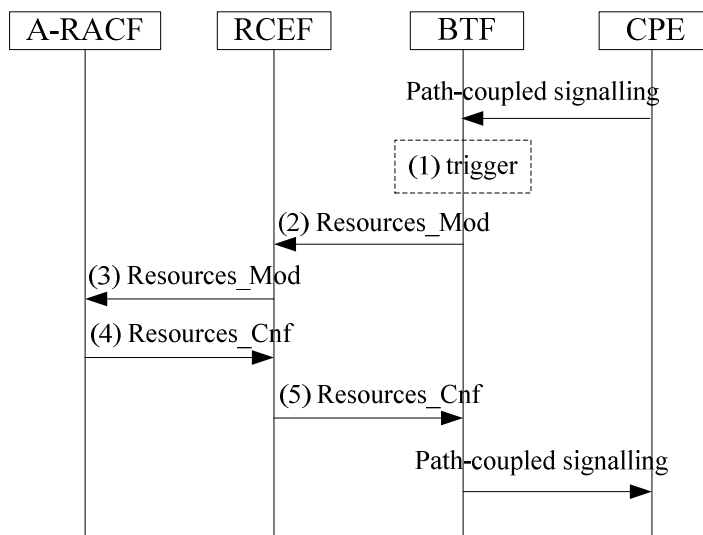 A-RACF
RCEF
BTF
CPE
Path-coupled signalling
(1) trigger
(2) Resources_Mod
(3) Resources_Mod
(4) Resources_Cnf
(5) Resources_Cnf
Path-coupled signalling